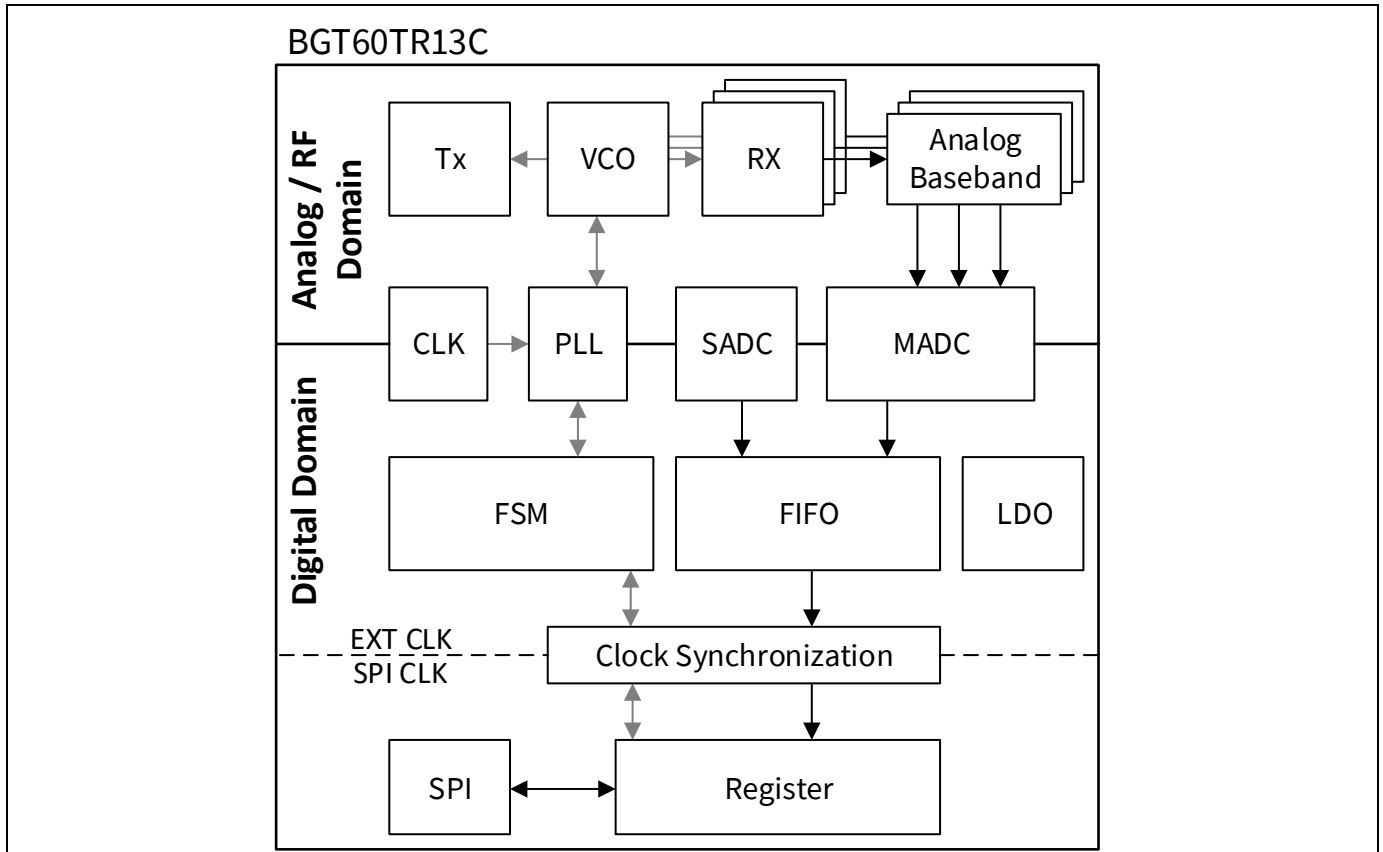 BGT60TR13C
Analog / RF
Domain
Tx
VCO
RX
Analog
Baseband
CLK
PLL
SADC
MADC
Digital Domain
FSM
FIFO
LDO
EXT CLK
SPI CLK
Clock Synchronization
SPI
Register